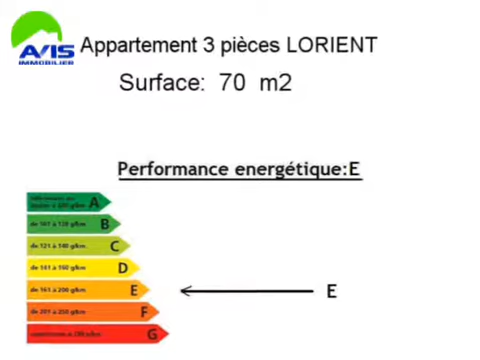 AVIS
IMMOBILIER
Appartement 3 pièces LORIENT
Surface: 70 m2
Performance energétique:E
A
de 101 à 120 g/km B
de 121 à 140 g/km C
de 141 à 160 g/km D
de 161 à 200 g/km E
E
de 201 à 250 g/km F
G